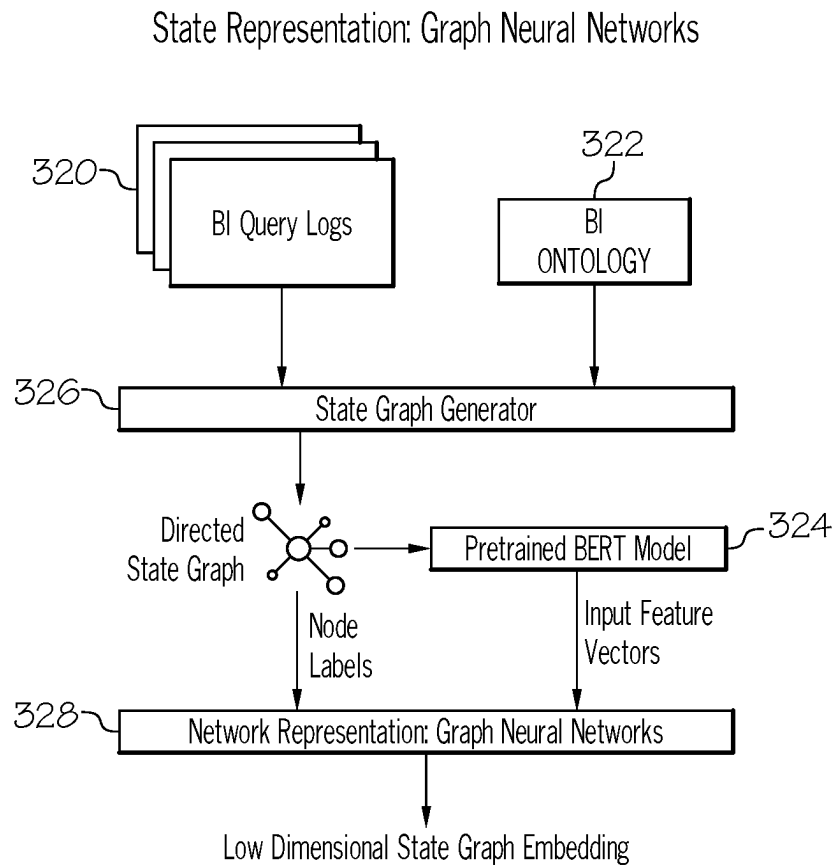 State Representation: Graph Neural Networks
320
322
BI Query Logs
BI
ONTOLOGY
326
State Graph Generator
Directed
State Graph
324
Pretrained BERT Model
Node
Labels
Input Feature
Vectors
328
Network Representation: Graph Neural Networks
Low Dimensional State Graph Embedding